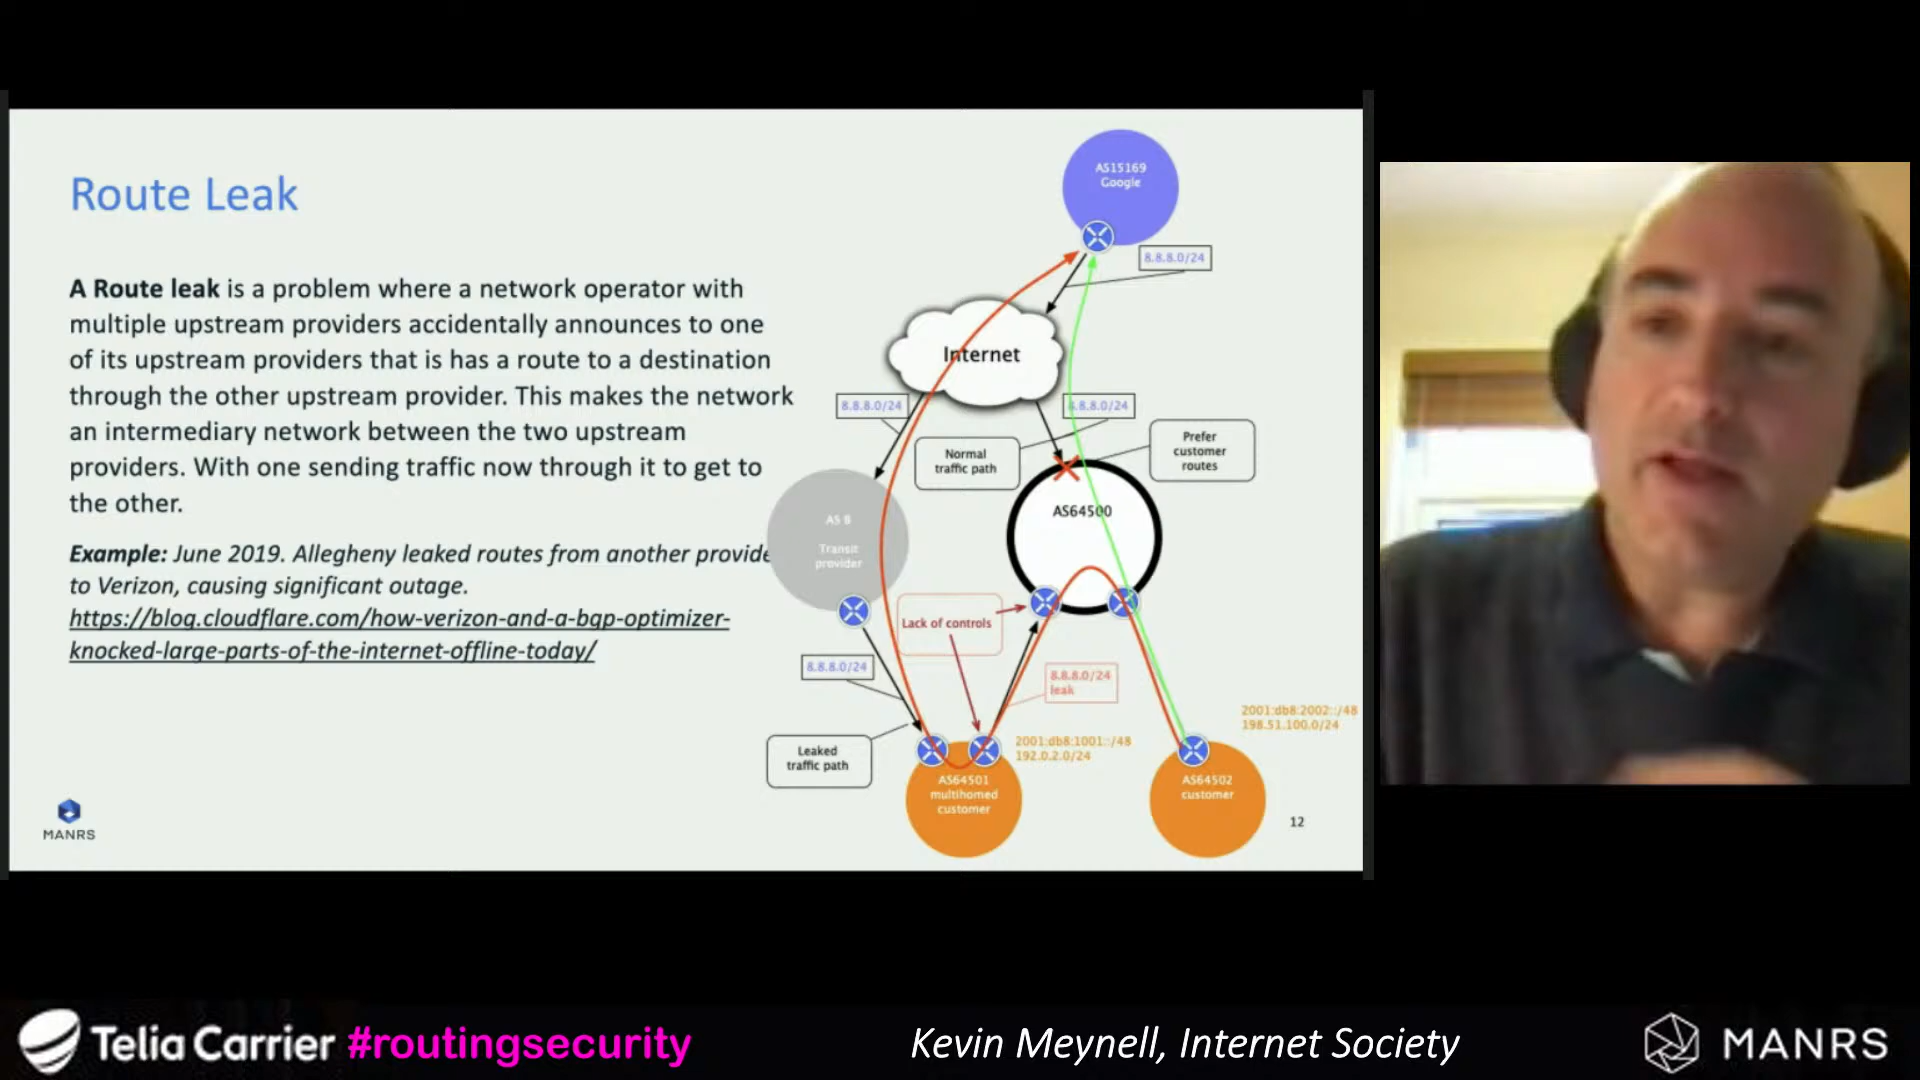 Route Leak
A Route leak is a problem where a network operator with
multiple upstream providers accidentally announces to one
of its upstream providers that is has a route to a destination
through the other upstream provider. This makes the network
an intermediary network between the two upstream
providers. With one sending traffic now through it to get to
the other.
Example: June 2019. Allegheny leaked routes from another provide
to Verizon, causing significant outage.
https://blog.cloudflare.com/how-verizon-and-a-bgp-optimizer-
knocked-large-parts-of-the-internet-offline-today/
MANRS
AS15169
Google
8.8.8.0/24
Internet
8.8.8.0/24
8.8.8.0/24
Normal
traffic path
Prefer
customer
routes
AS B
Transit
provider
AS64500
Lack of controls
8.8.8.0/24
8.8.8.0/24
leak
Leaked
traffic path
2001:db8:1001::/48
192.0.2.0/24
2001:db8:2002::/48
198.51.100.0/24
AS64501
multihomed
customer
AS64502
customer
12
Telia Carrier #routingsecurity
Kevin Meynell, Internet Society
MANRS